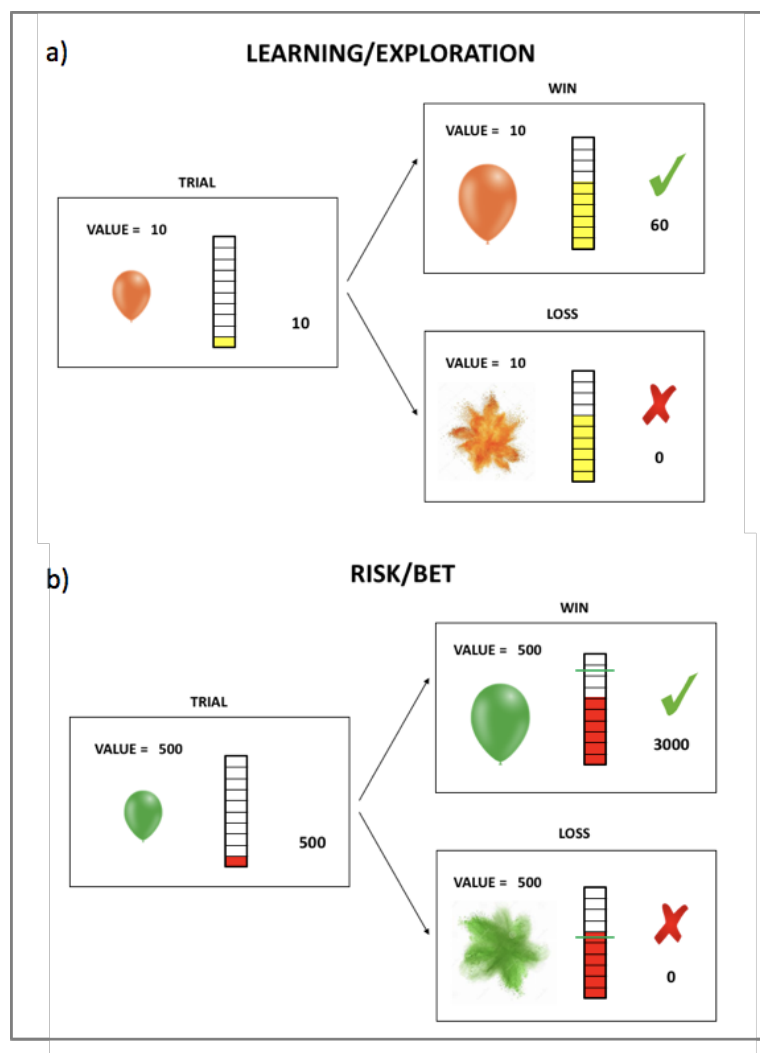 a)
LEARNING/EXPLORATION
WIN
VALUE = 10
60
TRIAL
VALUE = 10
10
LOSS
VALUE = 10
0
b)
RISK/BET
WIN
VALUE = 500
3000
TRIAL
VALUE = 500
500
LOSS
VALUE = 500
0